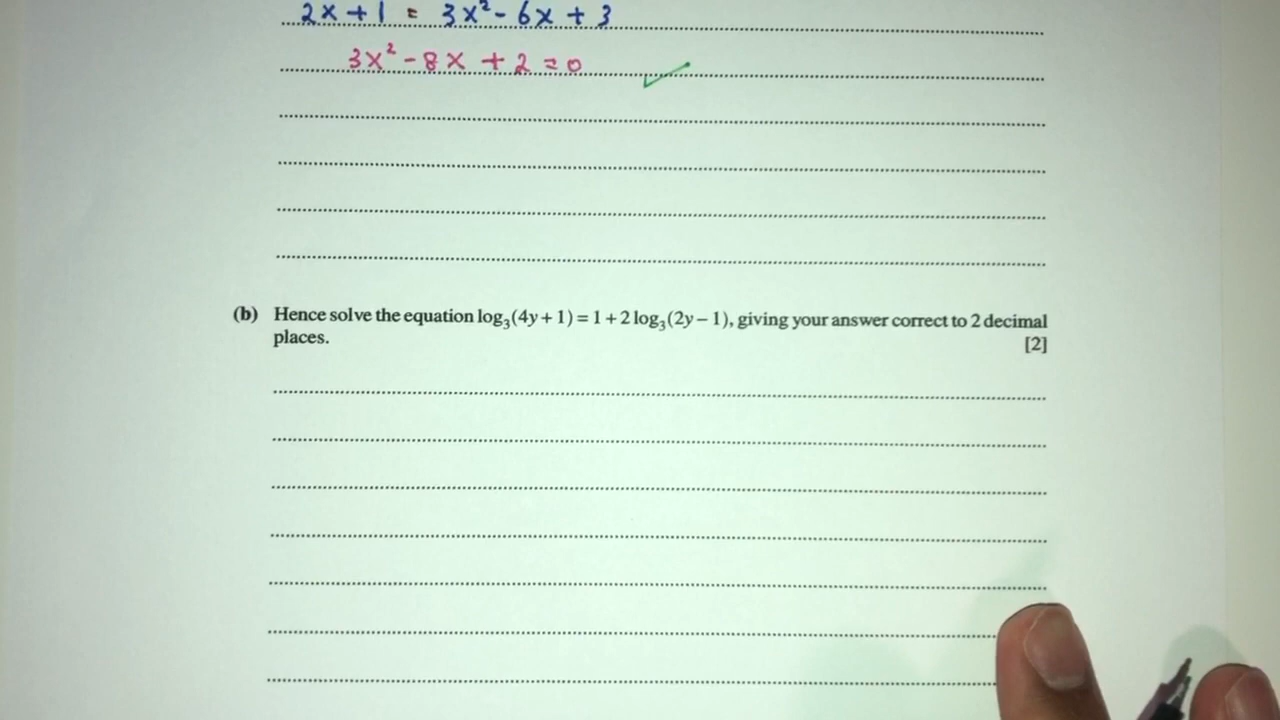 2x + 1 = 3x² - 6x + 3
3x² - 8x + 2 = 0
(b) Hence solve the equation log₃(4y + 1) = 1 + 2 log₃(2y − 1), giving your answer correct to 2 decimal
places. [2]